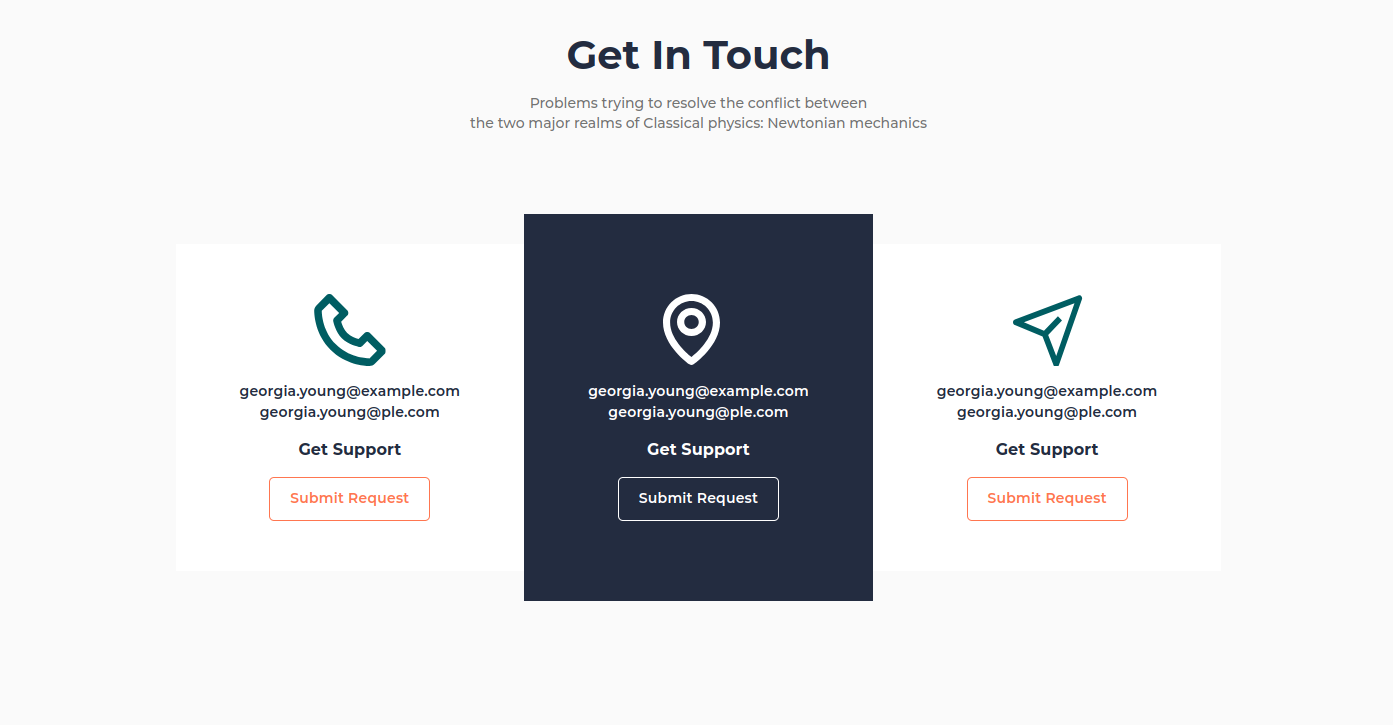 Get In Touch
Problems trying to resolve the conflict between
the two major realms of Classical physics: Newtonian mechanics
georgia.young@example.com
georgia.young@ple.com
Get Support
Submit Request
georgia.young@example.com
georgia.young@ple.com
Get Support
Submit Request
georgia.young@example.com
georgia.young@ple.com
Get Support
Submit Request